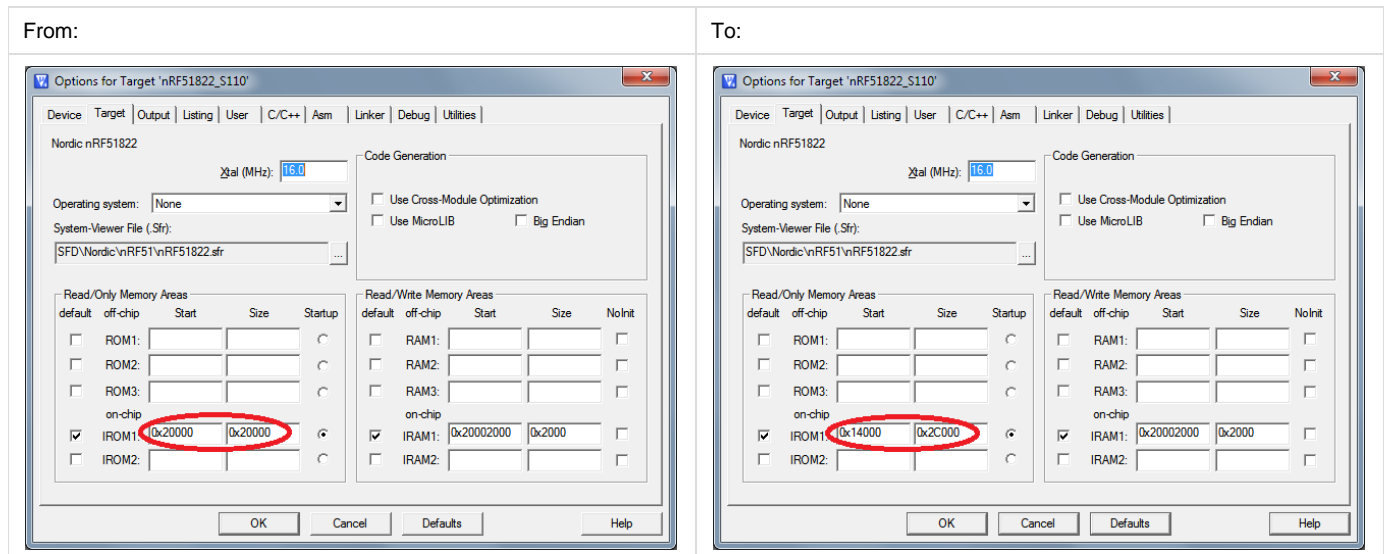 From:
To:
Options for Target 'nRF51822_S110'
Device Target Output Listing User C/C++ Asm Linker Debug Utilities
Nordic nRF51822
Code Generation
Xtal (MHz): 16.0
Operating system: None
Use Cross-Module Optimization
Use MicroLIB Big Endian
System-Viewer File (.Sfr):
SFD\Nordic\nRF51\nRF51822.sfr ...
Read/Only Memory Areas
default off-chip Start Size Startup
ROM1:
ROM2:
ROM3:
on-chip
IROM1: 0x20000 0x20000
IROM2:
Read/Write Memory Areas
default off-chip Start Size NoInit
RAM1:
RAM2:
RAM3:
on-chip
IRAM1: 0x20002000 0x2000
IRAM2:
OK Cancel Defaults Help
Options for Target 'nRF51822_S110'
Device Target Output Listing User C/C++ Asm Linker Debug Utilities
Nordic nRF51822
Code Generation
Xtal (MHz): 16.0
Operating system: None
Use Cross-Module Optimization
Use MicroLIB Big Endian
System-Viewer File (.Sfr):
SFD\Nordic\nRF51\nRF51822.sfr ...
Read/Only Memory Areas
default off-chip Start Size Startup
ROM1:
ROM2:
ROM3:
on-chip
IROM1: 0x14000 0x2C000
IROM2:
Read/Write Memory Areas
default off-chip Start Size NoInit
RAM1:
RAM2:
RAM3:
on-chip
IRAM1: 0x20002000 0x2000
IRAM2:
OK Cancel Defaults Help